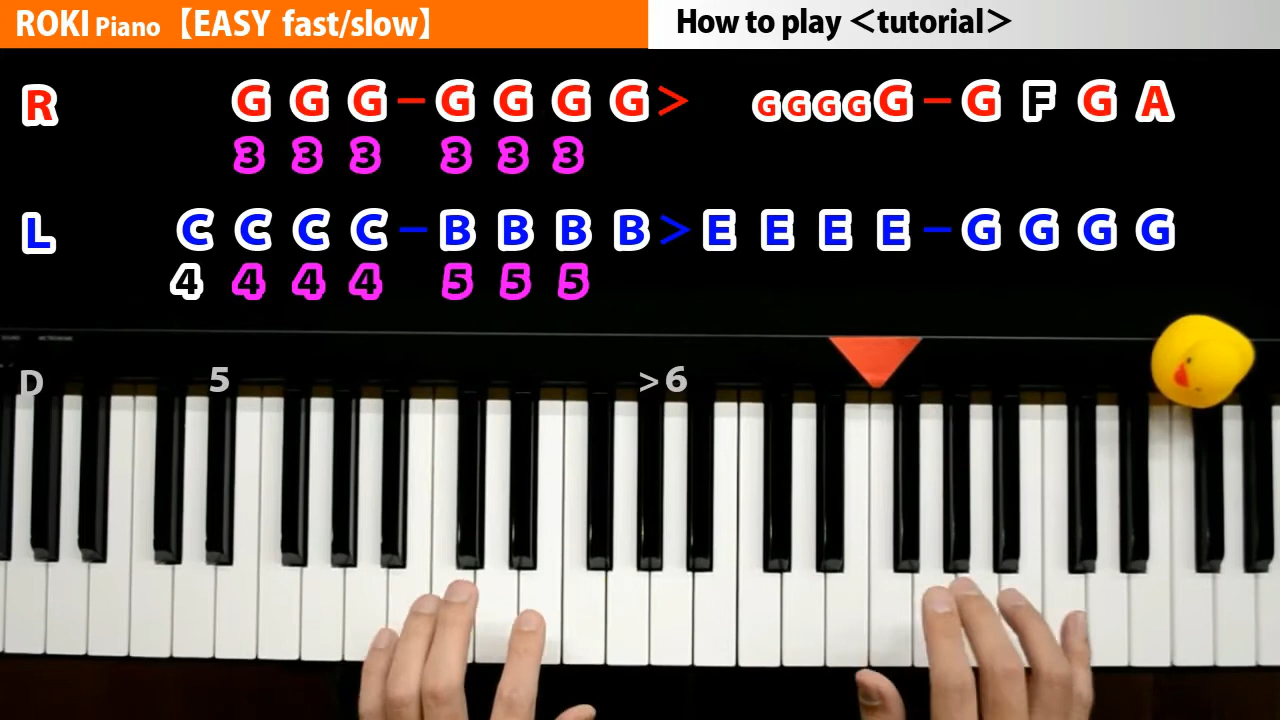 ROKI Piano【EASY fast/slow】 How to play ＜tutorial＞
R G G G – G G G G > G G G G G – G F G A
3 3 3 3 3 3
L C C C C – B B B B > E E E E – G G G G
4 4 4 4 5 5 5
D 5 > 6